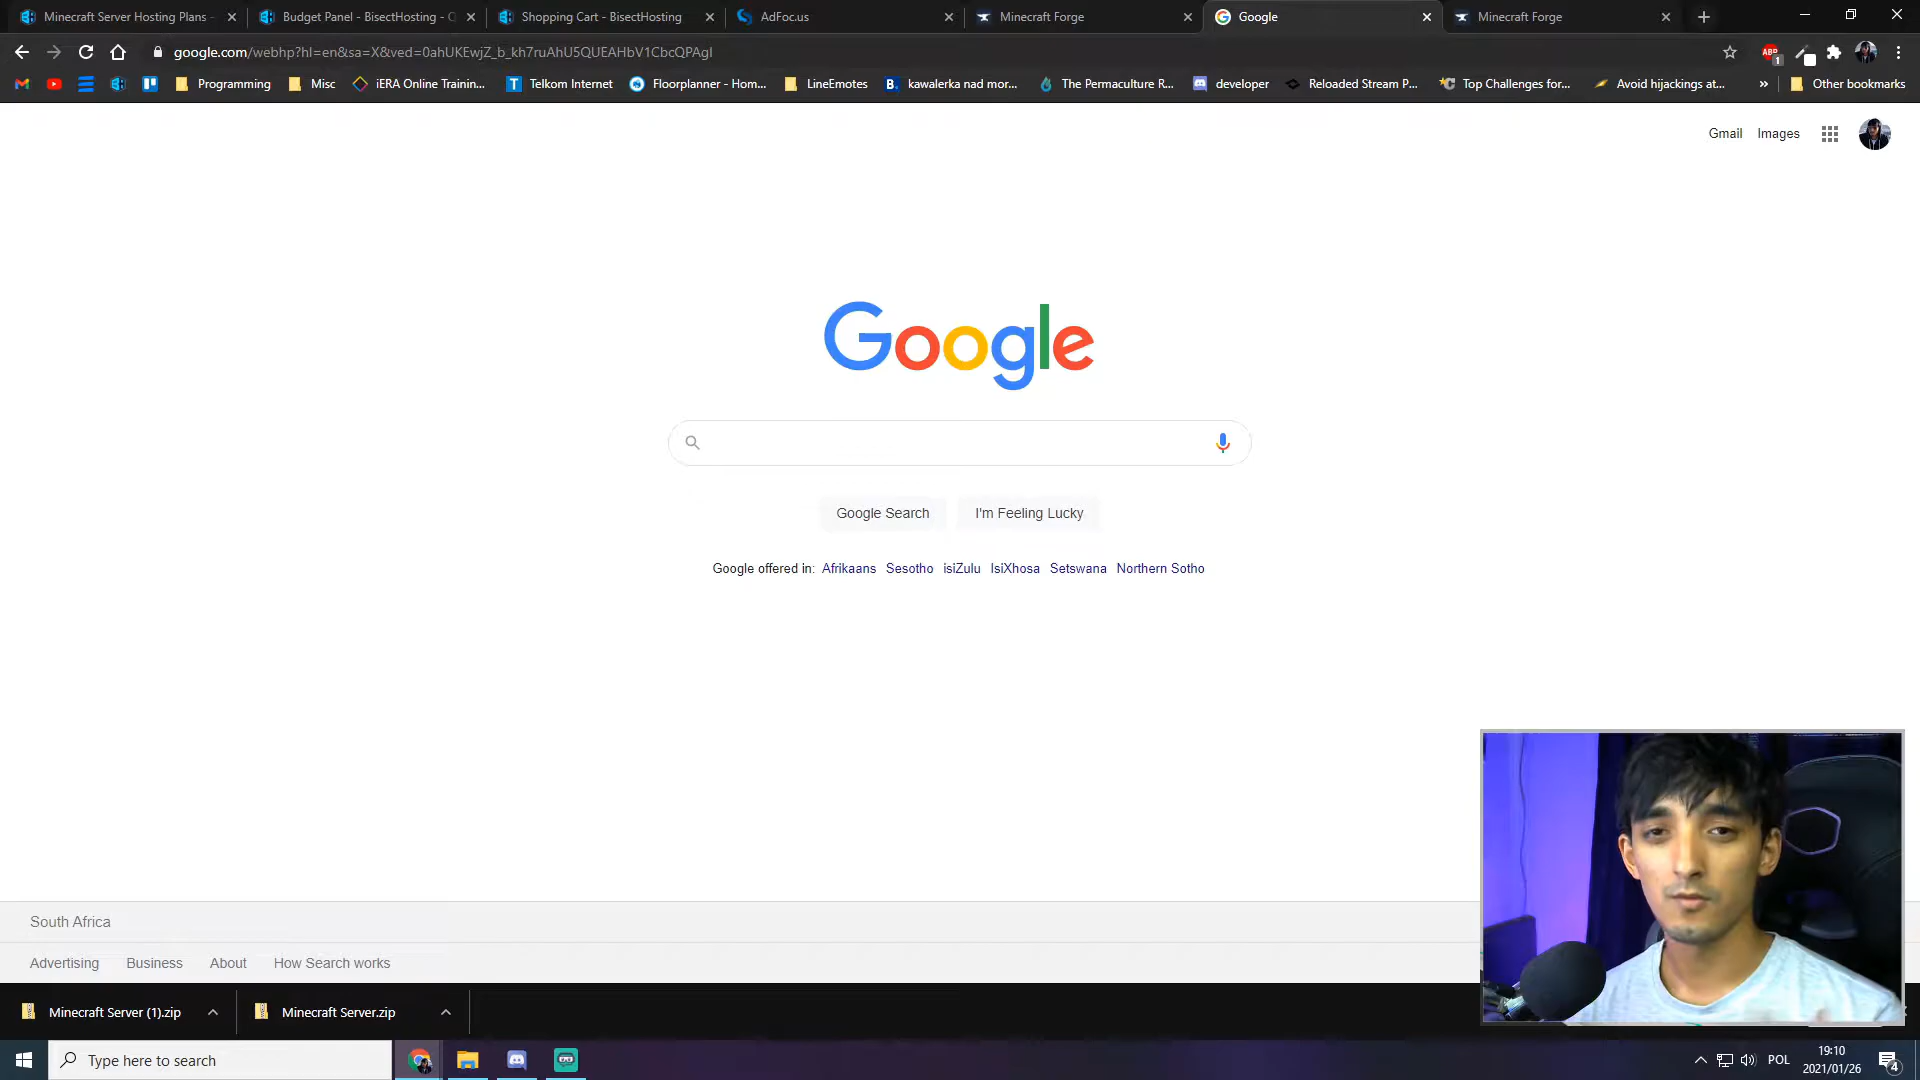 Minecraft Server Hosting Plans -
Budget Panel - BisectHosting - O
Shopping Cart - BisectHosting
AdFoc.us
Minecraft Forge
Google
Minecraft Forge
google.com/webhp?hl=en&sa=X&ved=0ahUKEwjZ_b_kh7ruAhU5QUEAHbV1CbcQPAgI
ABP
1
Programming
Misc
iERA Online Trainin...
T
Telkom Internet
Floorplanner - Hom...
LineEmotes
B.
kawalerka nad mor...
The Permaculture R...
developer
Reloaded Stream P...
Top Challenges for...
Avoid hijackings at...
»
Other bookmarks
Gmail
Images
Google
Google Search
I'm Feeling Lucky
Google offered in: Afrikaans Sesotho isiZulu IsiXhosa Setswana Northern Sotho
South Africa
Advertising
Business
About
How Search works
Minecraft Server (1).zip
Minecraft Server.zip
Type here to search
POL
19:10
2021/01/26
4